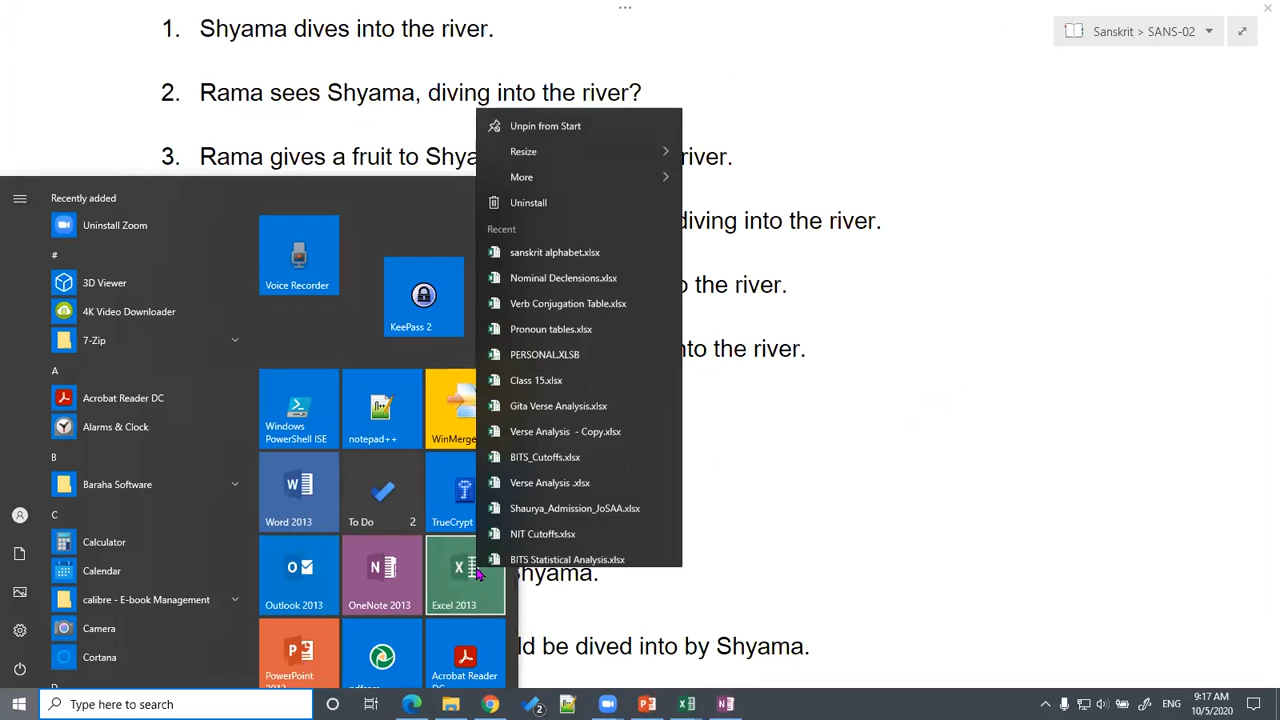 1. Shyama dives into the river.
Sanskrit > SANS-02
2. Rama sees Shyama, diving into the river?
3. Rama gives a fruit to Shya
river.
diving into the river.
o the river.
nto the river.
Shyama.
ld be dived into by Shyama.
Unpin from Start
Resize
More
Uninstall
Recent
sanskrit alphabet.xlsx
Nominal Declensions.xlsx
Verb Conjugation Table.xlsx
Pronoun tables.xlsx
PERSONAL.XLSB
Class 15.xlsx
Gita Verse Analysis.xlsx
Verse Analysis - Copy.xlsx
BITS_Cutoffs.xlsx
Verse Analysis .xlsx
Shaurya_Admission_JoSAA.xlsx
NIT Cutoffs.xlsx
BITS Statistical Analysis.xlsx
Recently added
Uninstall Zoom
#
3D Viewer
4K Video Downloader
7-Zip
A
Acrobat Reader DC
Alarms & Clock
B
Baraha Software
C
Calculator
Calendar
calibre - E-book Management
Camera
Cortana
Voice Recorder
KeePass 2
Windows
PowerShell ISE
notepad++
WinMerge
Word 2013
To Do 2
TrueCrypt
Outlook 2013
OneNote 2013
Excel 2013
PowerPoint
Acrobat Reader
Type here to search
2
ENG
9:17 AM
10/5/2020